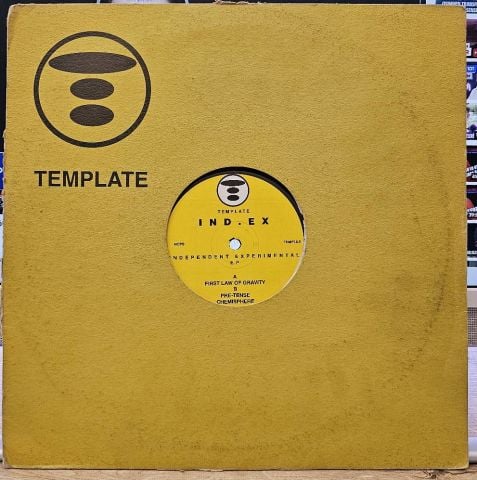 TEMPLATE
TEMPLATE
IND.EX
INDEPENDENT EXPERIMENTAL
E.P
A
FIRST LAW OF GRAVITY
B
PRE-TENSE
CHEMISPHERE